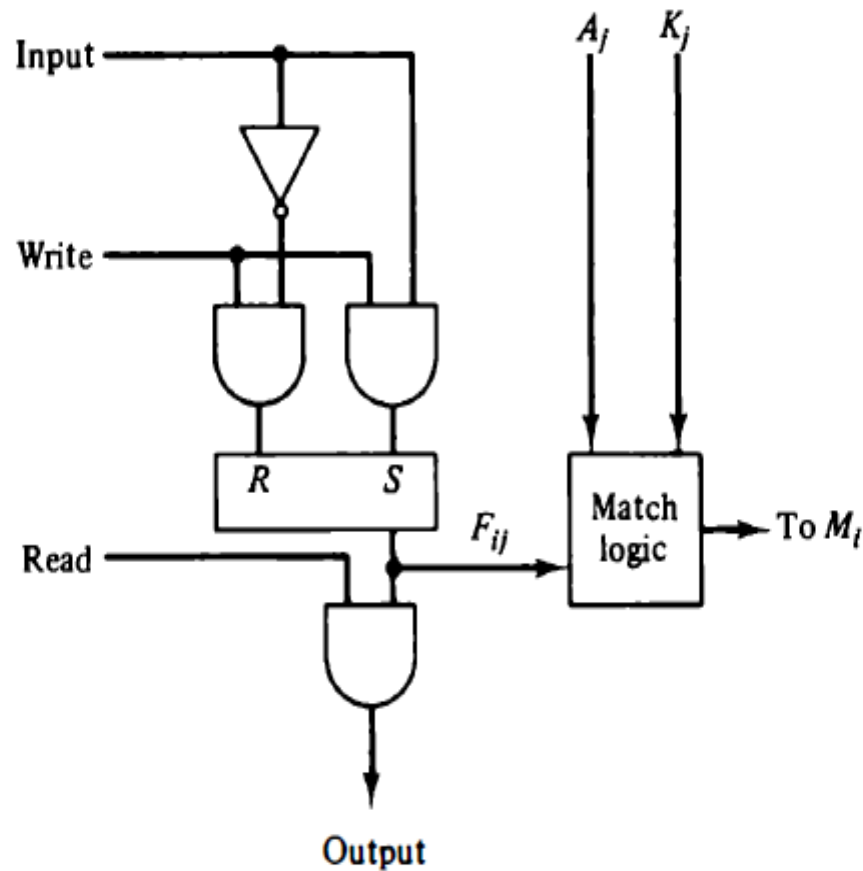 Input
A_j K_j
Write
R S
Match
logic
F_ij
To M_i
Read
Output